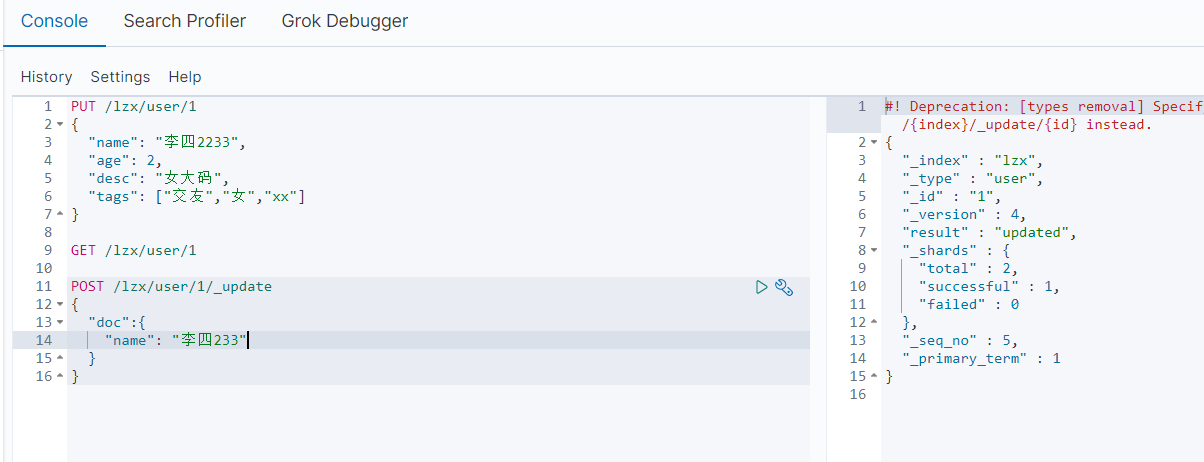 Console Search Profiler Grok Debugger
History Settings Help
1 PUT /lzx/user/1
2 {
3 "name": "李四2233",
4 "age": 2,
5 "desc": "女大码",
6 "tags": ["交友","女","xx"]
7 }
8
9 GET /lzx/user/1
10
11 POST /lzx/user/1/_update
12 {
13 "doc":{
14 "name": "李四233"
15 }
16 }
1 #! Deprecation: [types removal] Specif
/{index}/_update/{id} instead.
2 {
3 "_index" : "lzx",
4 "_type" : "user",
5 "_id" : "1",
6 "_version" : 4,
7 "result" : "updated",
8 "_shards" : {
9 "total" : 2,
10 "successful" : 1,
11 "failed" : 0
12 },
13 "_seq_no" : 5,
14 "_primary_term" : 1
15 }
16